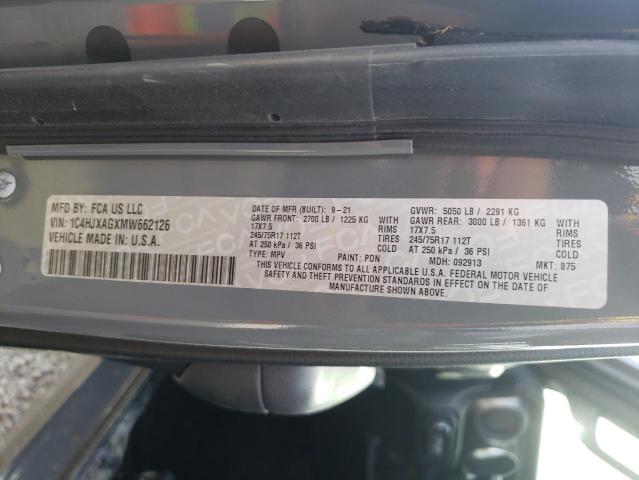 MFD BY: FCA US LLC
VIN: 1C4HJXAGXMW662126
VEHICLE MADE IN: U.S.A.
DATE OF MFR (BUILT): 9-21
GAWR FRONT: 2700 LB / 1225 KG
17X7.5 RIMS
245/75R17 112T TIRES
AT 250 kPa / 36 PSI COLD
TYPE: MPV PAINT: PDN
GVWR: 5050 LB / 2291 KG
GAWR REAR: 3000 LB / 1361 KG
17X7.5 RIMS
245/75R17 112T TIRES
AT 250 kPa / 36 PSI COLD
MDH: 092913 MKT: 875
THIS VEHICLE CONFORMS TO ALL APPLICABLE U.S.A. FEDERAL MOTOR VEHICLE
SAFETY AND THEFT PREVENTION STANDARDS IN EFFECT ON THE DATE OF
MANUFACTURE SHOWN ABOVE.